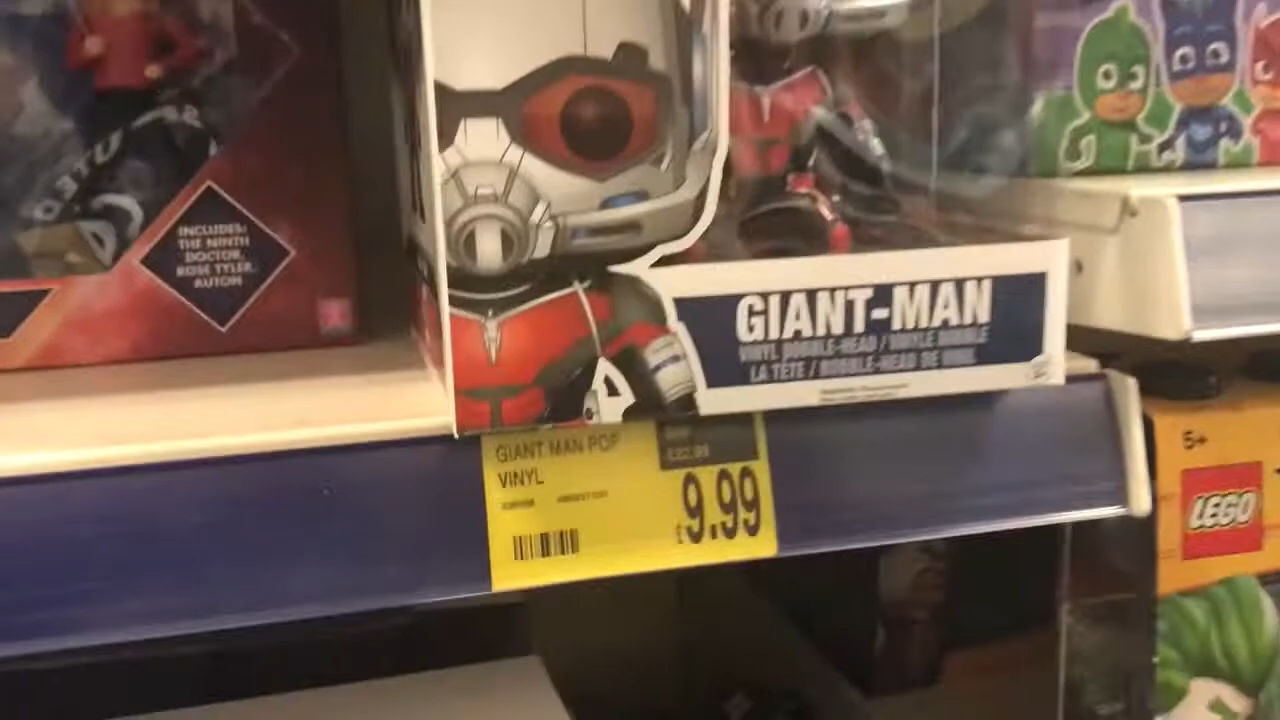 INCLUDES:
THE NINTH
DOCTOR,
ROSE TYLER,
AUTON
GIANT-MAN
VINYL BOBBLE-HEAD / VINYLE BOBBLE
LA TÊTE / BOBBLE-HEAD DE VINIL
GIANT MAN POP
VINYL
£9.99
5+
LEGO